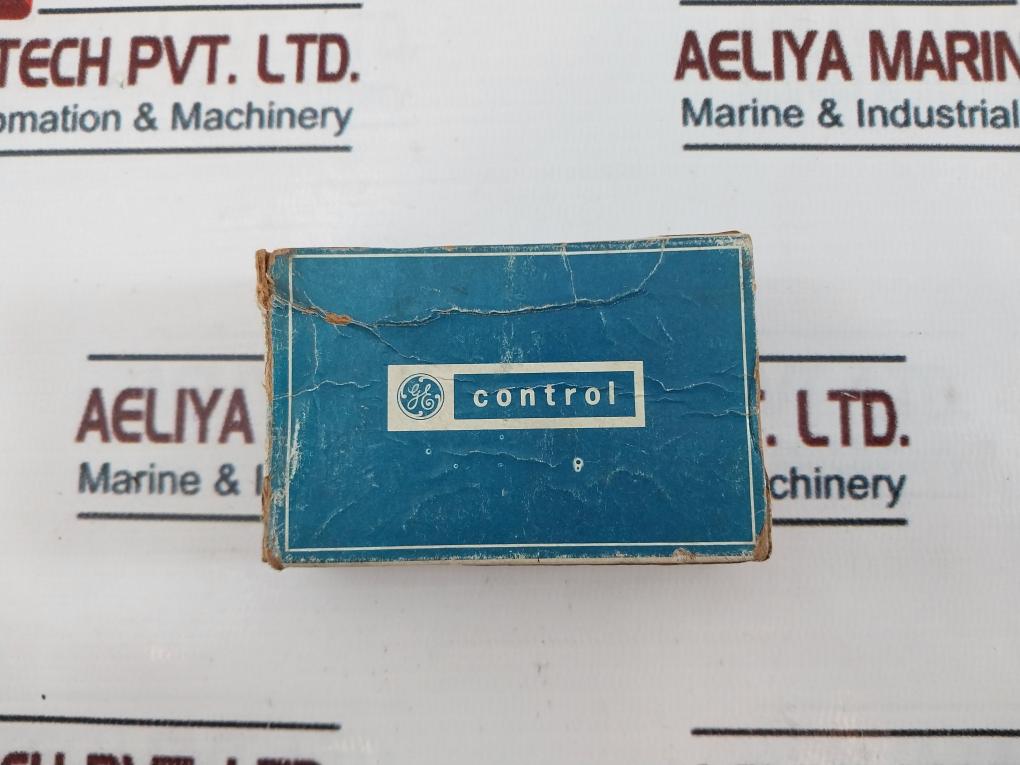 TECH PVT. LTD.
omation & Machinery
AELIYA MARIN
Marine & Industrial
GE control
AELIYA
. LTD.
Marine & I
chinery